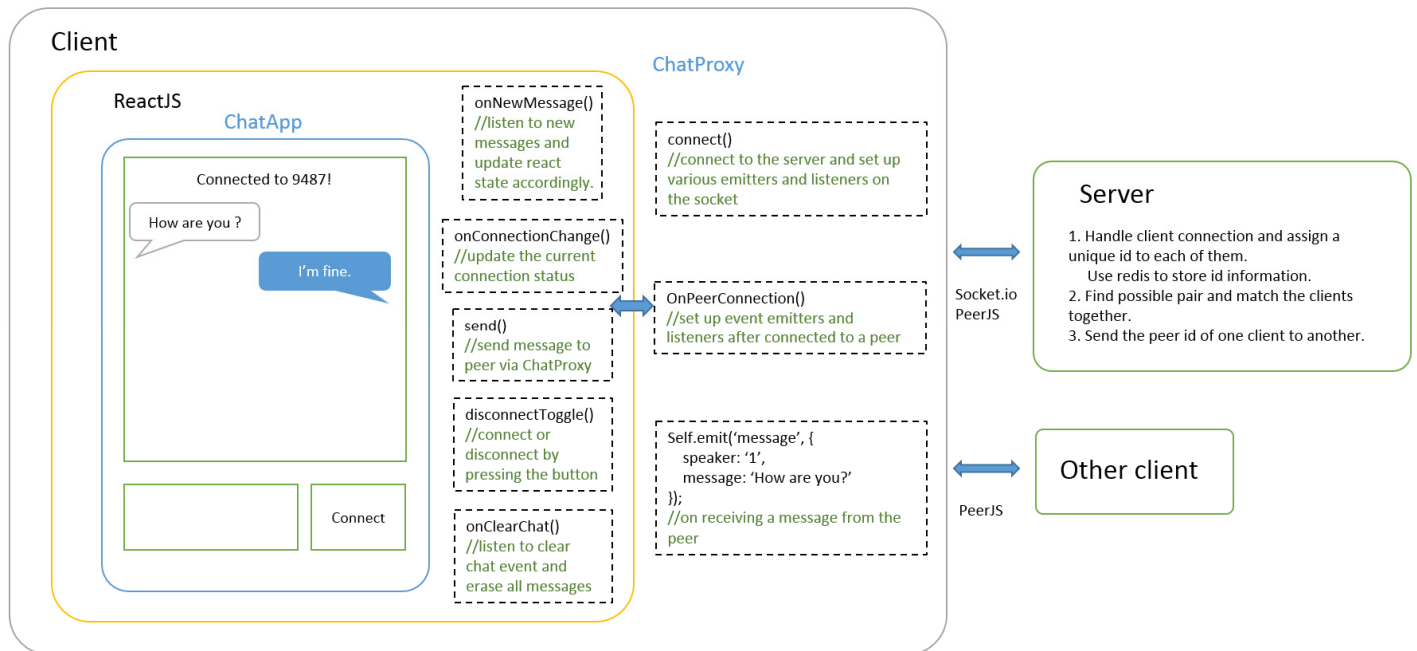 Client
ReactJS
ChatApp
Connected to 9487!
How are you ?
I'm fine.
Connect
onNewMessage()
//listen to new
messages and
update react
state accordingly.
onConnectionChange()
//update the current
connection status
send()
//send message to
peer via ChatProxy
disconnectToggle()
//connect or
disconnect by
pressing the button
onClearChat()
//listen to clear
chat event and
erase all messages
ChatProxy
connect()
//connect to the server and set up
various emitters and listeners on
the socket
OnPeerConnection()
//set up event emitters and
listeners after connected to a peer
Self.emit(‘message’, {
speaker: ‘1’,
message: ‘How are you?’
});
//on receiving a message from the
peer
Socket.io
PeerJS
PeerJS
Server
1. Handle client connection and assign a
unique id to each of them.
Use redis to store id information.
2. Find possible pair and match the clients
together.
3. Send the peer id of one client to another.
Other client